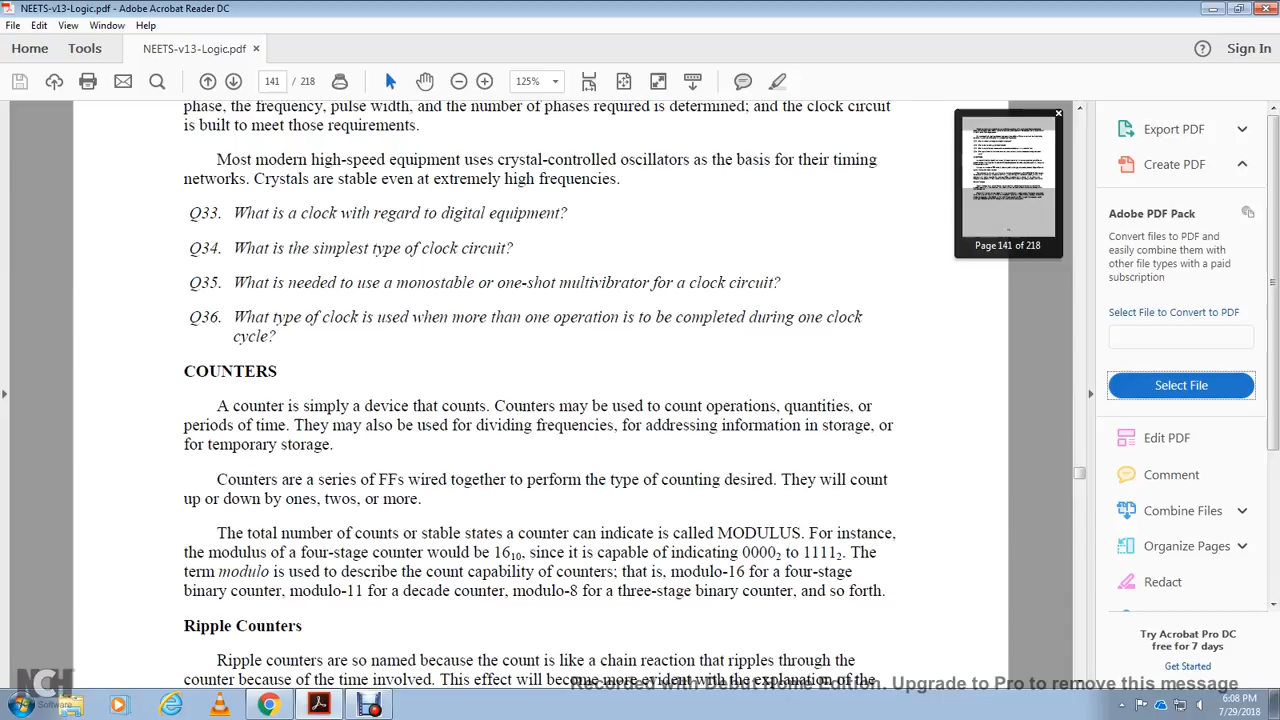 NEETS-v13-Logic.pdf - Adobe Acrobat Reader DC
File Edit View Window Help
Home Tools NEETS-v13-Logic.pdf × Sign In
141 / 218 125%
phase, the frequency, pulse width, and the number of phases required is determined; and the clock circuit
is built to meet those requirements.
Most modem high-speed equipment uses crystal-controlled oscillators as the basis for their timing
networks. Crystals are stable even at extremely high frequencies.
Q33. What is a clock with regard to digital equipment?
Q34. What is the simplest type of clock circuit?
Q35. What is needed to use a monostable or one-shot multivibrator for a clock circuit?
Q36. What type of clock is used when more than one operation is to be completed during one clock
cycle?
COUNTERS
A counter is simply a device that counts. Counters may be used to count operations, quantities, or
periods of time. They may also be used for dividing frequencies, for addressing information in storage, or
for temporary storage.
Counters are a series of FFs wired together to perform the type of counting desired. They will count
up or down by ones, twos, or more.
The total number of counts or stable states a counter can indicate is called MODULUS. For instance,
the modulus of a four-stage counter would be 16₁₀, since it is capable of indicating 0000₂ to 1111₂. The
term modulo is used to describe the count capability of counters; that is, modulo-16 for a four-stage
binary counter, modulo-11 for a decade counter, modulo-8 for a three-stage binary counter, and so forth.
Ripple Counters
Ripple counters are so named because the count is like a chain reaction that ripples through the
counter because of the time involved. This effect will become more evident with the explanation of the
Page 141 of 218
Export PDF
Create PDF
Adobe PDF Pack
Convert files to PDF and
easily combine them with
other file types with a paid
subscription
Select File to Convert to PDF
Select File
Edit PDF
Comment
Combine Files
Organize Pages
Redact
Try Acrobat Pro DC
free for 7 days
Get Started
NCH
Software
Recorded with Debut Home Edition. Upgrade to Pro to remove this message
6:08 PM
7/29/2018